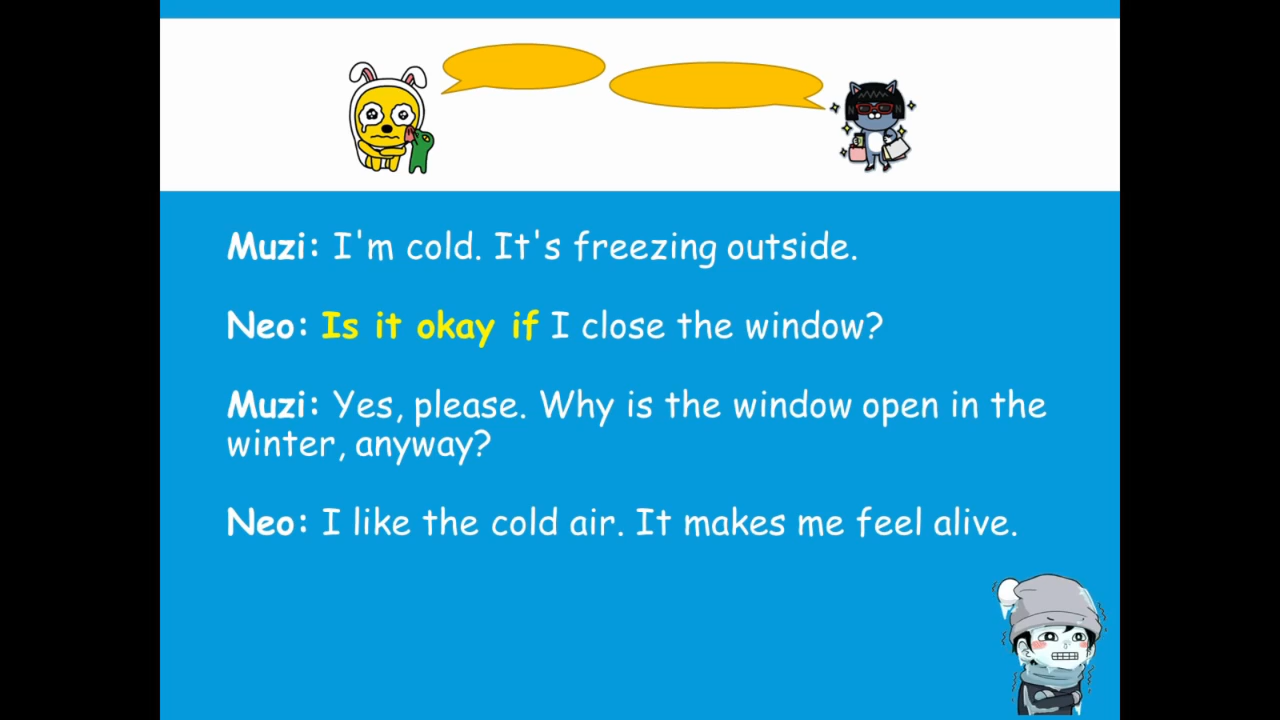 Muzi: I'm cold. It's freezing outside.
Neo: Is it okay if I close the window?
Muzi: Yes, please. Why is the window open in the
winter, anyway?
Neo: I like the cold air. It makes me feel alive.